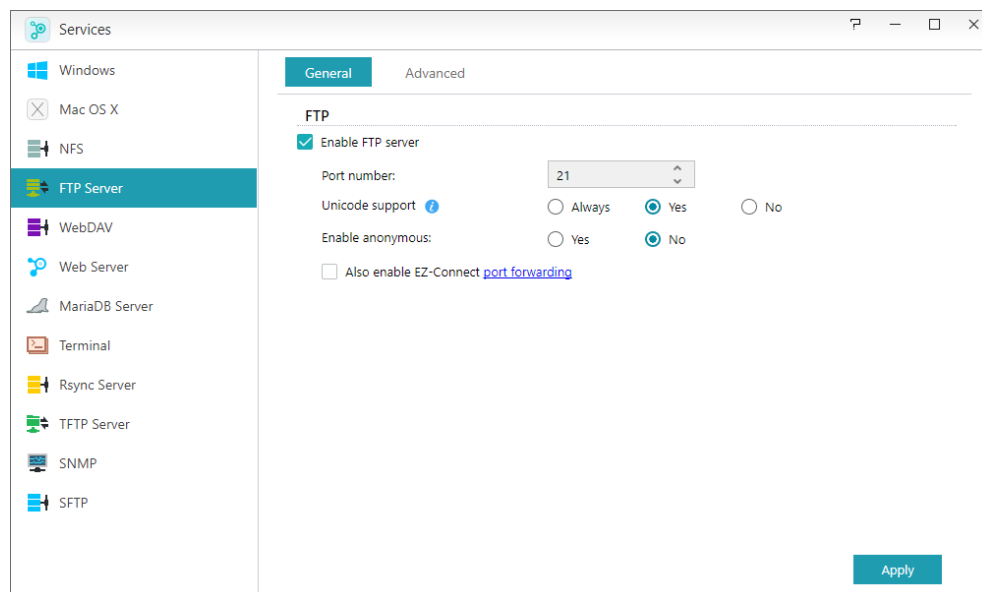 Services
Windows
Mac OS X
NFS
FTP Server
WebDAV
Web Server
MariaDB Server
Terminal
Rsync Server
TFTP Server
SNMP
SFTP
General Advanced
FTP
Enable FTP server
Port number: 21
Unicode support Always Yes No
Enable anonymous: Yes No
Also enable EZ-Connect port forwarding
Apply